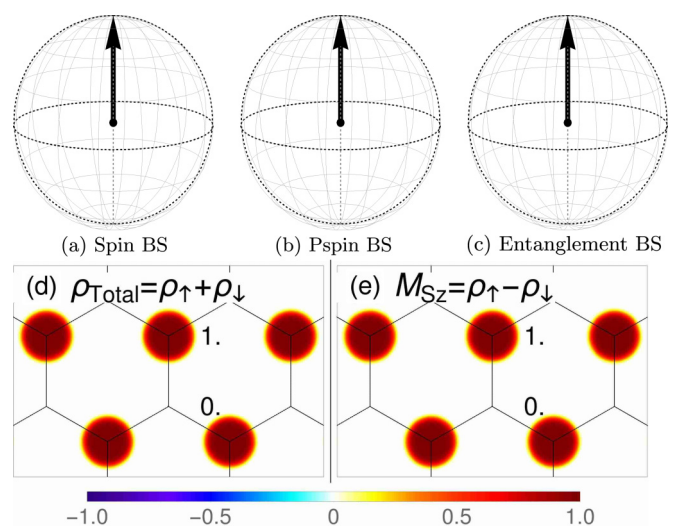 (a) Spin BS
(b) Pspin BS
(c) Entanglement BS
(d) ρTotal=ρ↑+ρ↓
(e) MSz=ρ↑−ρ↓
1.
1.
0.
0.
−1.0 −0.5 0 0.5 1.0